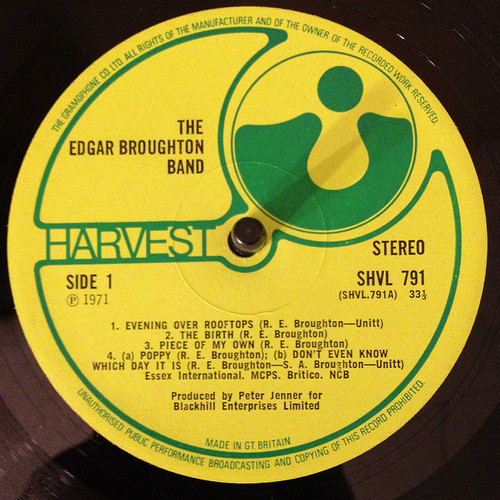 THE GRAMOPHONE CO. LTD. ALL RIGHTS OF THE MANUFACTURER AND OF THE OWNER OF THE RECORDED WORK RESERVED
THE
EDGAR BROUGHTON
BAND
HARVEST
STEREO
SIDE 1
SHVL 791
Ⓟ 1971
(SHVL.791A) 33⅓
1. EVENING OVER ROOFTOPS (R. E. Broughton—Unitt)
2. THE BIRTH (R. E. Broughton)
3. PIECE OF MY OWN (R. E. Broughton)
4. (a) POPPY (R. E. Broughton); (b) DON'T EVEN KNOW
WHICH DAY IT IS (R. E. Broughton—S. A. Broughton—Unitt)
Essex International. MCPS. Britico. NCB
Produced by Peter Jenner for
Blackhill Enterprises Limited
MADE IN GT. BRITAIN
UNAUTHORISED PUBLIC PERFORMANCE BROADCASTING AND COPYING OF THIS RECORD PROHIBITED.